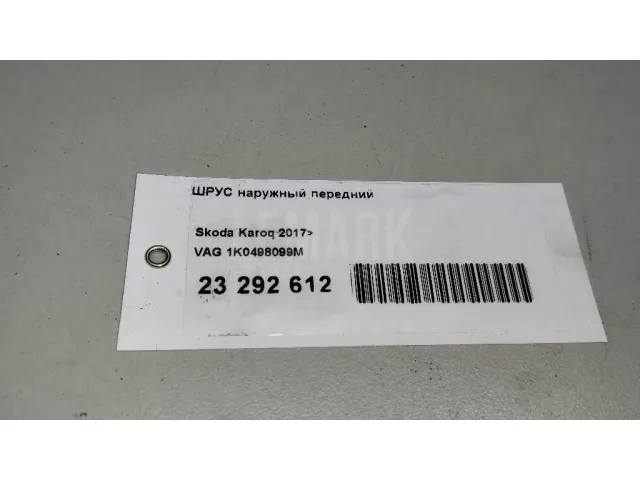 ШРУС наружный передний
Skoda Karoq 2017>
VAG 1K0498099M
23 292 612